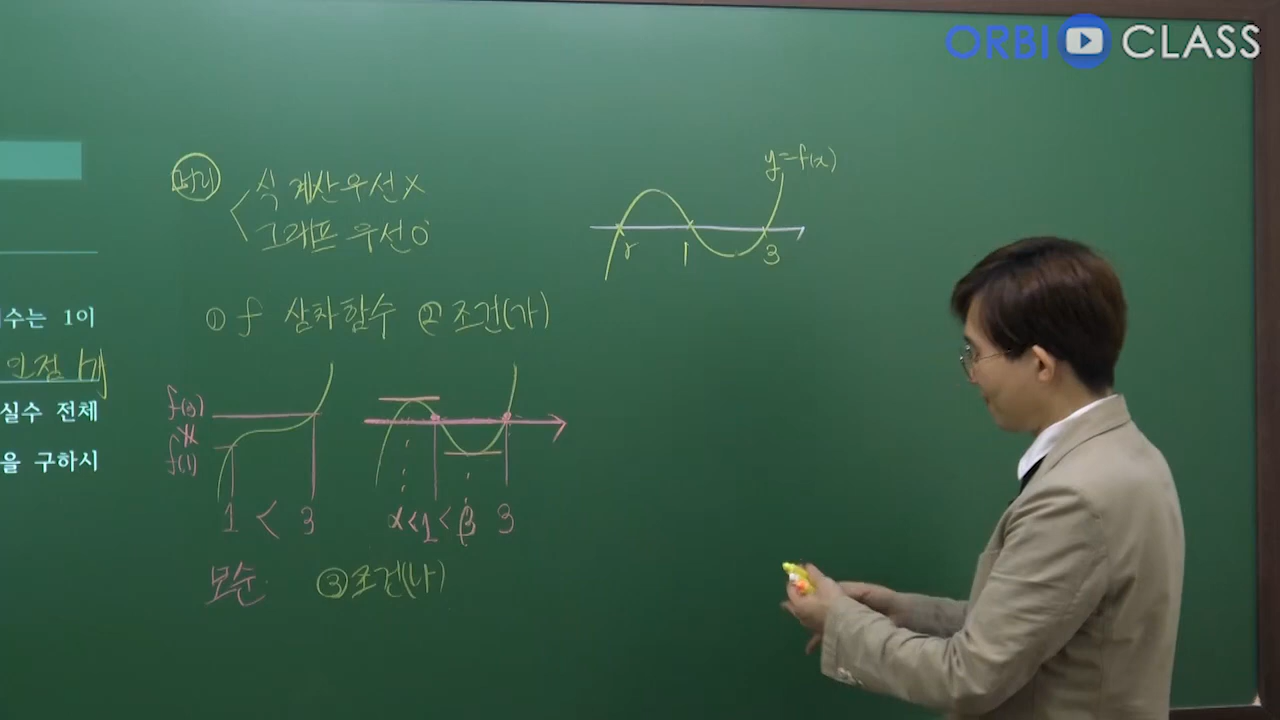 ORBI CLASS
식 계산 우선 X
그래프 우선 O
y=f(x)
r 1 3
① f 삼차함수 ② 조건(가)
수는 1이
실수 전체
을 구하시
f(3)
f(1)
1 < 3
α < 1 < β 3
모순
③ 조건(나)